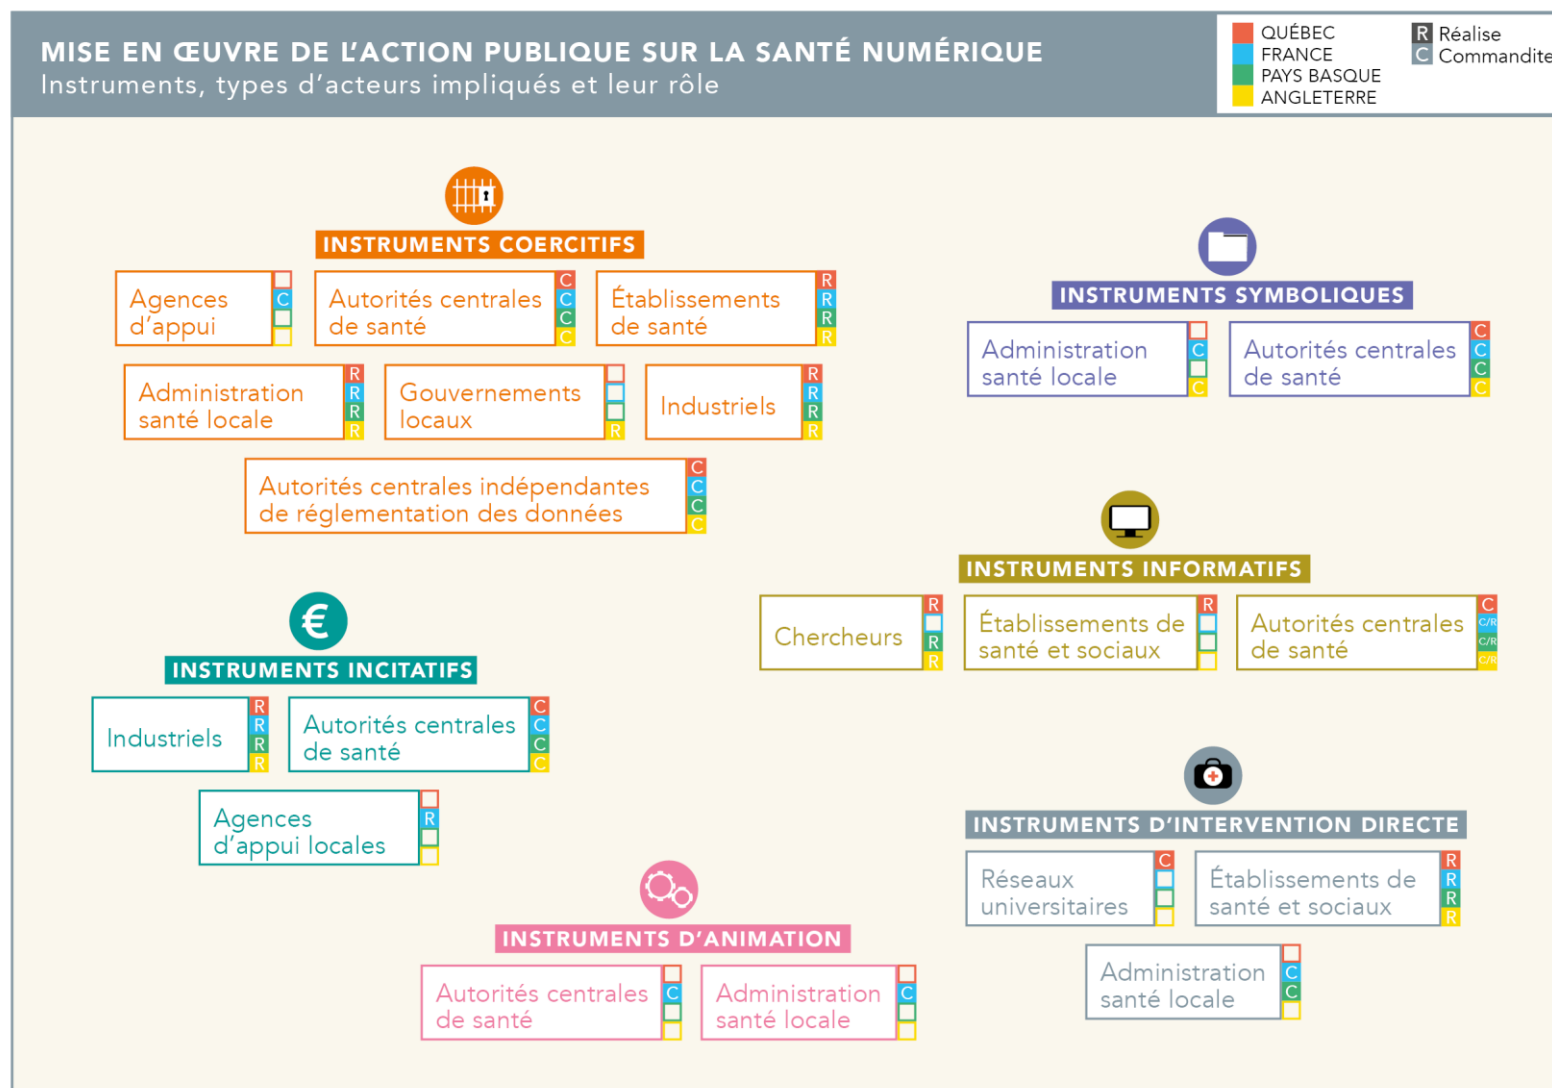 MISE EN ŒUVRE DE L’ACTION PUBLIQUE SUR LA SANTÉ NUMÉRIQUE
Instruments, types d’acteurs impliqués et leur rôle
QUÉBEC
FRANCE
PAYS BASQUE
ANGLETERRE
R Réalise
C Commandite
INSTRUMENTS COERCITIFS
Agences
d’appui
C
Autorités centrales
de santé
C
C
C
C
Établissements
de santé
R
R
R
R
Administration
santé locale
R
R
R
R
Gouvernements
locaux
R
Industriels
R
R
R
R
Autorités centrales indépendantes
de réglementation des données
C
C
C
C
INSTRUMENTS SYMBOLIQUES
Administration
santé locale
C
C
Autorités centrales
de santé
C
C
C
C
INSTRUMENTS INFORMATIFS
Chercheurs
R
R
R
Établissements de
santé et sociaux
R
Autorités centrales
de santé
C
C/R
C/R
C/R
€
INSTRUMENTS INCITATIFS
Industriels
R
R
R
R
Autorités centrales
de santé
C
C
C
C
Agences
d’appui locales
R
INSTRUMENTS D’INTERVENTION DIRECTE
Réseaux
universitaires
C
Établissements de
santé et sociaux
R
R
R
R
Administration
santé locale
C
C
INSTRUMENTS D’ANIMATION
Autorités centrales
de santé
C
Administration
santé locale
C